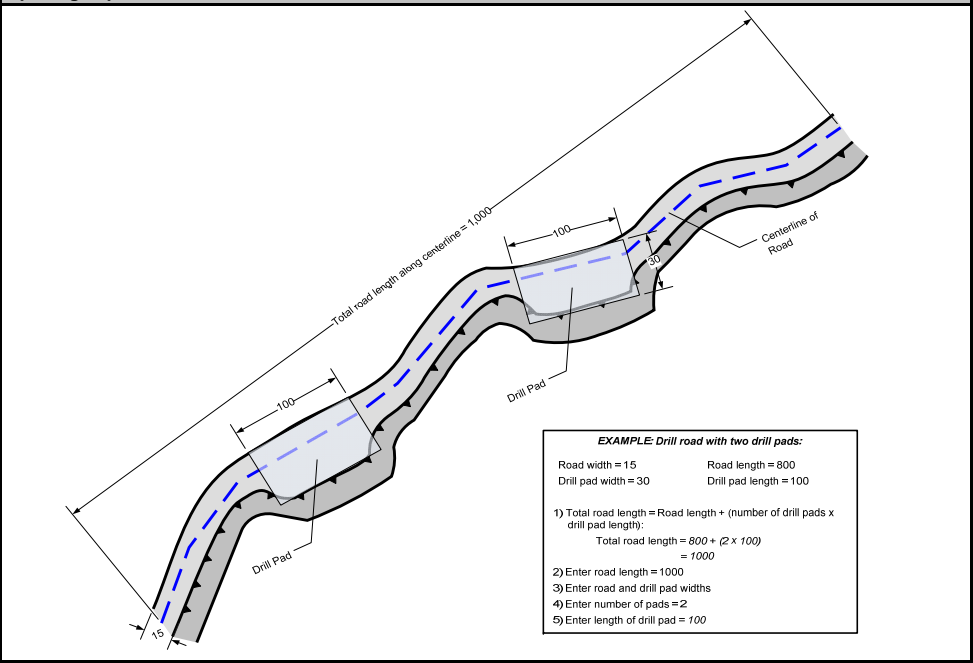 Total road length along centerline = 1,000
100
30
Centerline of
Road
100
Drill Pad
Drill Pad
15
EXAMPLE: Drill road with two drill pads:
Road width = 15 Road length = 800
Drill pad width = 30 Drill pad length = 100
1) Total road length = Road length + (number of drill pads x
drill pad length):
Total road length = 800 + (2 x 100)
= 1000
2) Enter road length = 1000
3) Enter road and drill pad widths
4) Enter number of pads = 2
5) Enter length of drill pad = 100